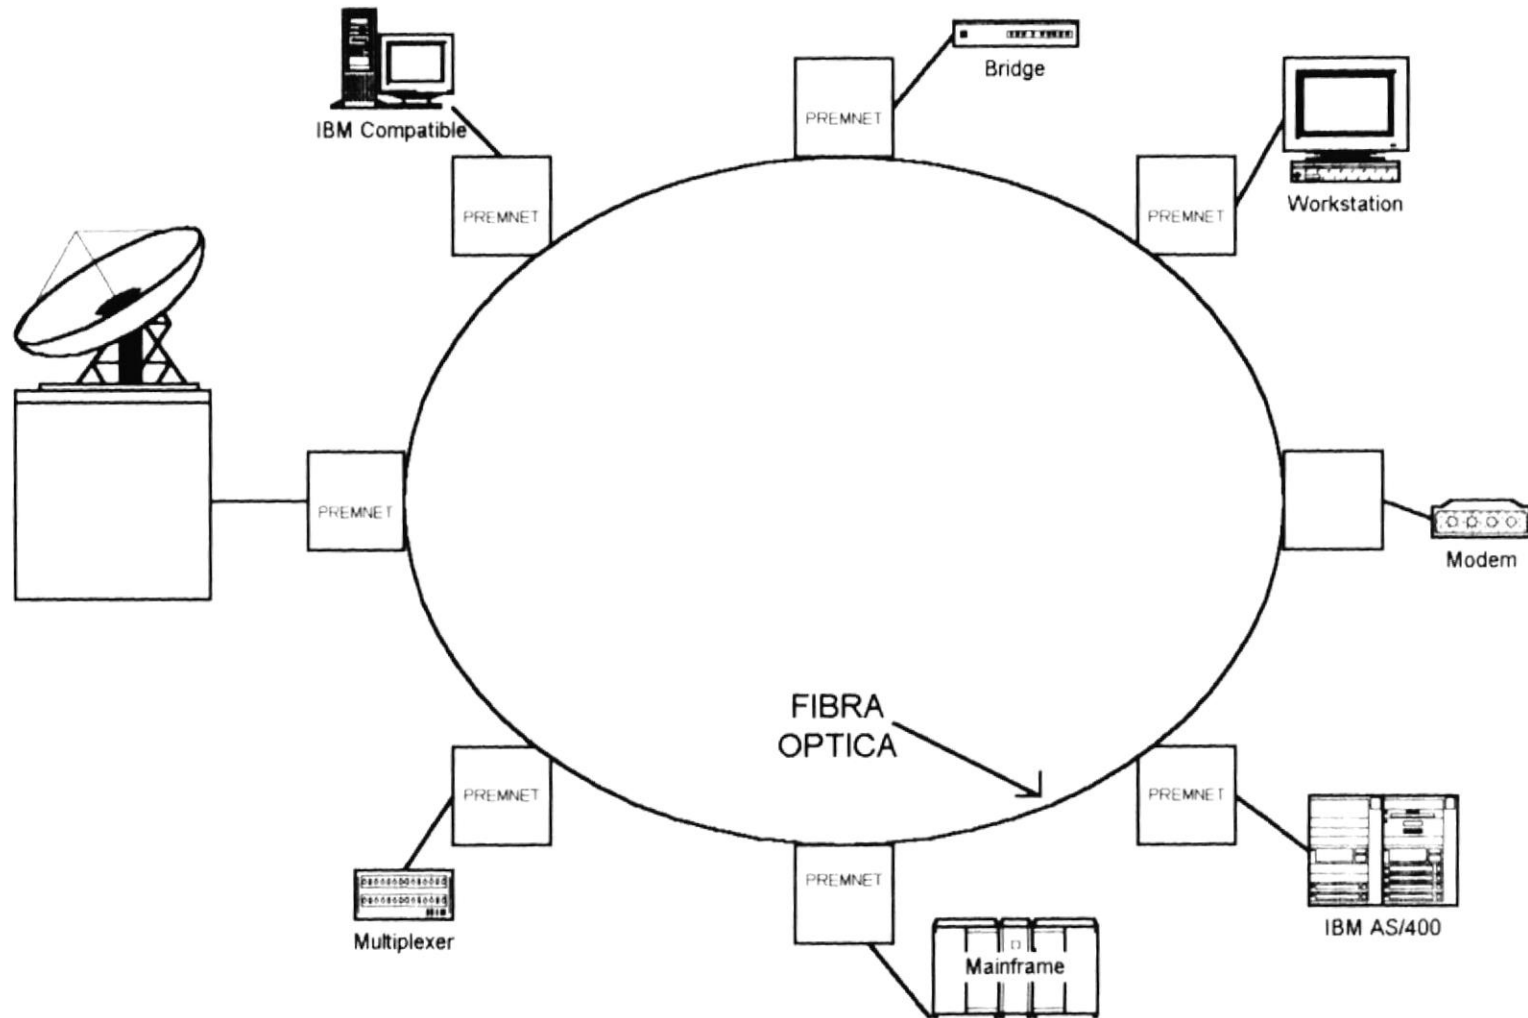 Bridge
PREMNET
IBM Compatible
PREMNET
PREMNET
Workstation
PREMNET
Modem
FIBRA
OPTICA
PREMNET
PREMNET
Multiplexer
PREMNET
IBM AS/400
Mainframe